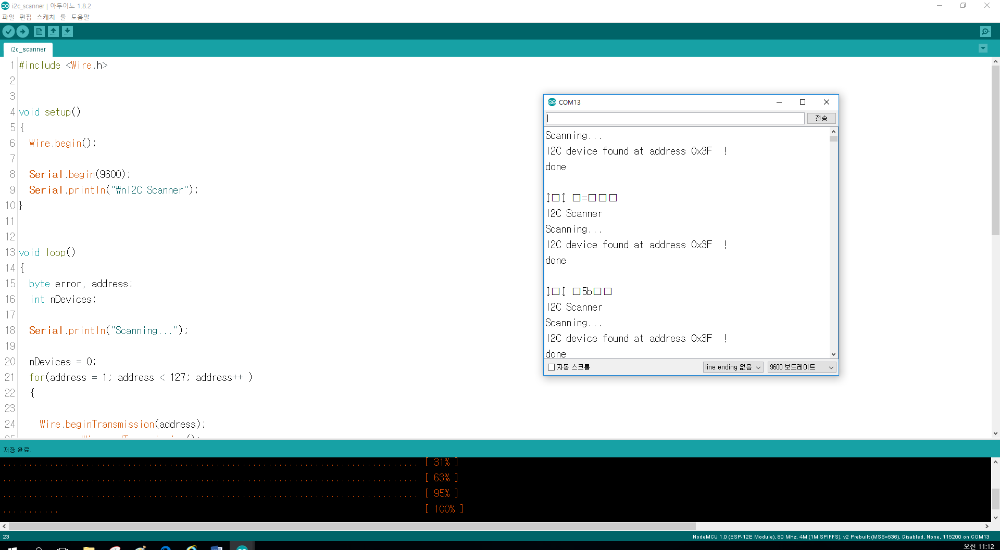 i2c_scanner | 아두이노 1.8.2
파일 편집 스케치 툴 도움말
i2c_scanner
1 #include <Wire.h>
2
3
4 void setup()
5 {
6 Wire.begin();
7
8 Serial.begin(9600);
9 Serial.println("₩nI2C Scanner");
10 }
11
12
13 void loop()
14 {
15 byte error, address;
16 int nDevices;
17
18 Serial.println("Scanning...");
19
20 nDevices = 0;
21 for(address = 1; address < 127; address++ )
22 {
23
24 Wire.beginTransmission(address);
COM13
전송
Scanning...
I2C device found at address 0x3F !
done
↕□↕ □=□□□
I2C Scanner
Scanning...
I2C device found at address 0x3F !
done
↕□↕ □5b□□
I2C Scanner
Scanning...
I2C device found at address 0x3F !
done
자동 스크롤
line ending 없음
9600 보드레이트
저장 완료.
................................................................................ [ 31% ]
................................................................................ [ 63% ]
................................................................................ [ 95% ]
........... [ 100% ]
23
NodeMCU 1.0 (ESP-12E Module), 80 MHz, 4M (1M SPIFFS), v2 Prebuilt (MSS=536), Disabled, None, 115200 on COM13
오전 11:12